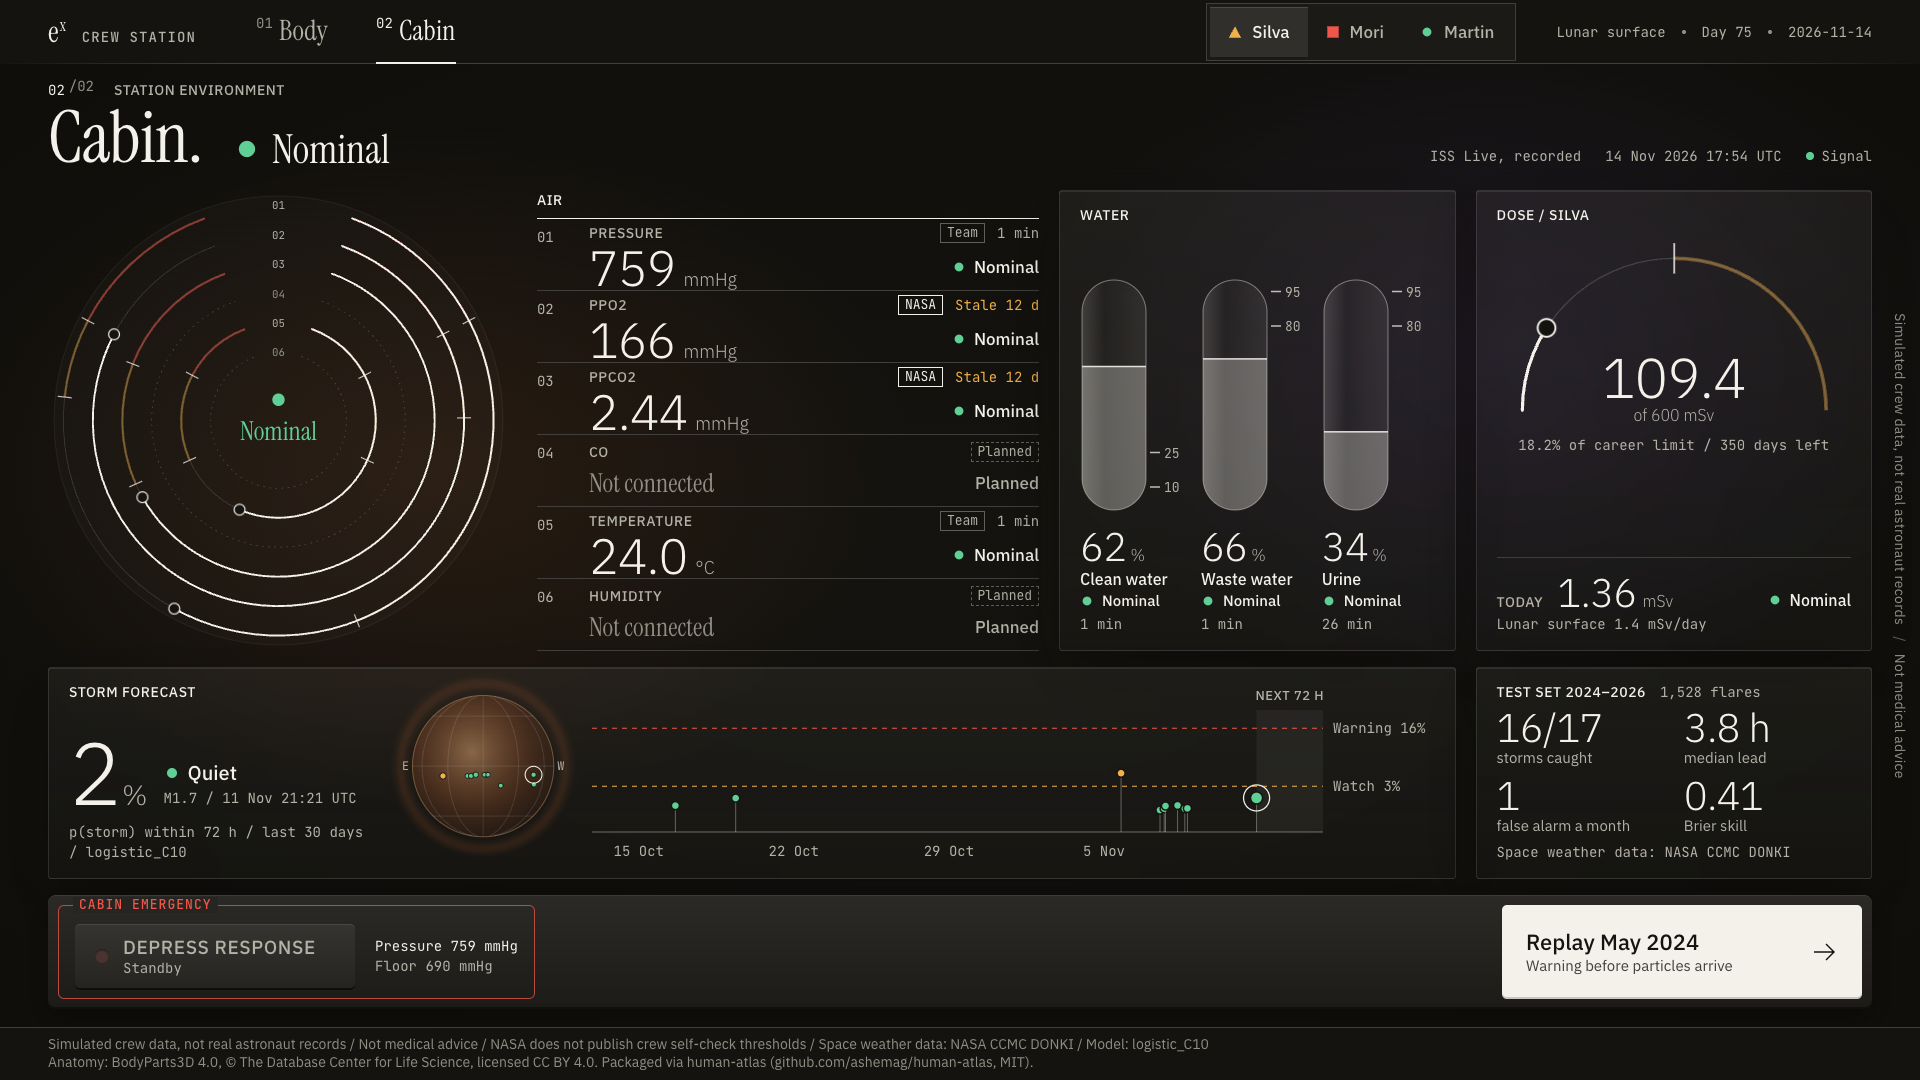 ex CREW STATION
01 Body
02 Cabin
Silva
Mori
Martin
Lunar surface • Day 75 • 2026-11-14
02 /02 STATION ENVIRONMENT
Cabin. Nominal
ISS Live, recorded 14 Nov 2026 17:54 UTC Signal
01
02
03
04
05
06
Nominal
AIR
01 PRESSURE Team 1 min
759 mmHg Nominal
02 PPO2 NASA Stale 12 d
166 mmHg Nominal
03 PPCO2 NASA Stale 12 d
2.44 mmHg Nominal
04 CO Planned
Not connected Planned
05 TEMPERATURE Team 1 min
24.0 °C Nominal
06 HUMIDITY Planned
Not connected Planned
WATER
25
10
62 %
Clean water
Nominal
1 min
95
80
66 %
Waste water
Nominal
1 min
95
80
34 %
Urine
Nominal
26 min
DOSE / SILVA
109.4
of 600 mSv
18.2% of career limit / 350 days left
TODAY 1.36 mSv Nominal
Lunar surface 1.4 mSv/day
Simulated crew data, not real astronaut records / Not medical advice
STORM FORECAST
2 % Quiet
M1.7 / 11 Nov 21:21 UTC
p(storm) within 72 h / last 30 days
/ logistic_C10
E
W
NEXT 72 H
Warning 16%
Watch 3%
15 Oct
22 Oct
29 Oct
5 Nov
TEST SET 2024–2026 1,528 flares
16/17
storms caught
3.8 h
median lead
1
false alarm a month
0.41
Brier skill
Space weather data: NASA CCMC DONKI
CABIN EMERGENCY
DEPRESS RESPONSE
Standby
Pressure 759 mmHg
Floor 690 mmHg
Replay May 2024
Warning before particles arrive
Simulated crew data, not real astronaut records / Not medical advice / NASA does not publish crew self-check thresholds / Space weather data: NASA CCMC DONKI / Model: logistic_C10
Anatomy: BodyParts3D 4.0, © The Database Center for Life Science, licensed CC BY 4.0. Packaged via human-atlas (github.com/ashemag/human-atlas, MIT).